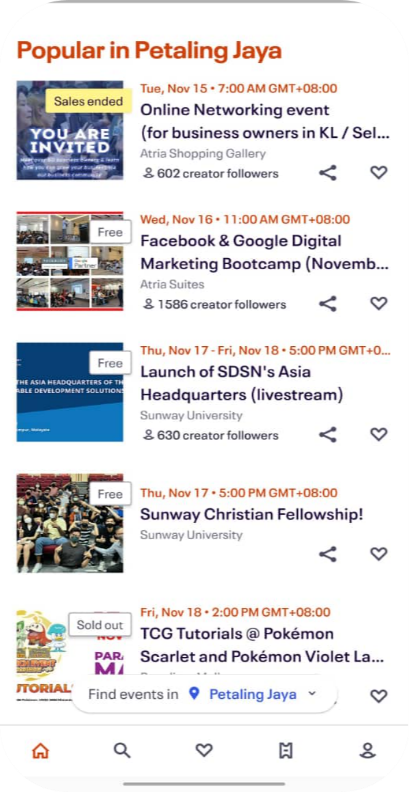 Popular in Petaling Jaya
Sales ended
YOU ARE
INVITED
Tue, Nov 15 • 7:00 AM GMT+08:00
Online Networking event
(for business owners in KL / Sel...
Atria Shopping Gallery
602 creator followers
Free
Wed, Nov 16 • 11:00 AM GMT+08:00
Facebook & Google Digital
Marketing Bootcamp (Novemb...
Atria Suites
1586 creator followers
Free
THE ASIA HEADQUARTERS OF TH
ABLE DEVELOPMENT SOLUTIONS
Thu, Nov 17 - Fri, Nov 18 • 5:00 PM GMT+0...
Launch of SDSN's Asia
Headquarters (livestream)
Sunway University
630 creator followers
Free
Thu, Nov 17 • 5:00 PM GMT+08:00
Sunway Christian Fellowship!
Sunway University
Sold out
NOV
PAR
MA
UTORIAL
Fri, Nov 18 • 2:00 PM GMT+08:00
TCG Tutorials @ Pokémon
Scarlet and Pokémon Violet La...
Find events in Petaling Jaya